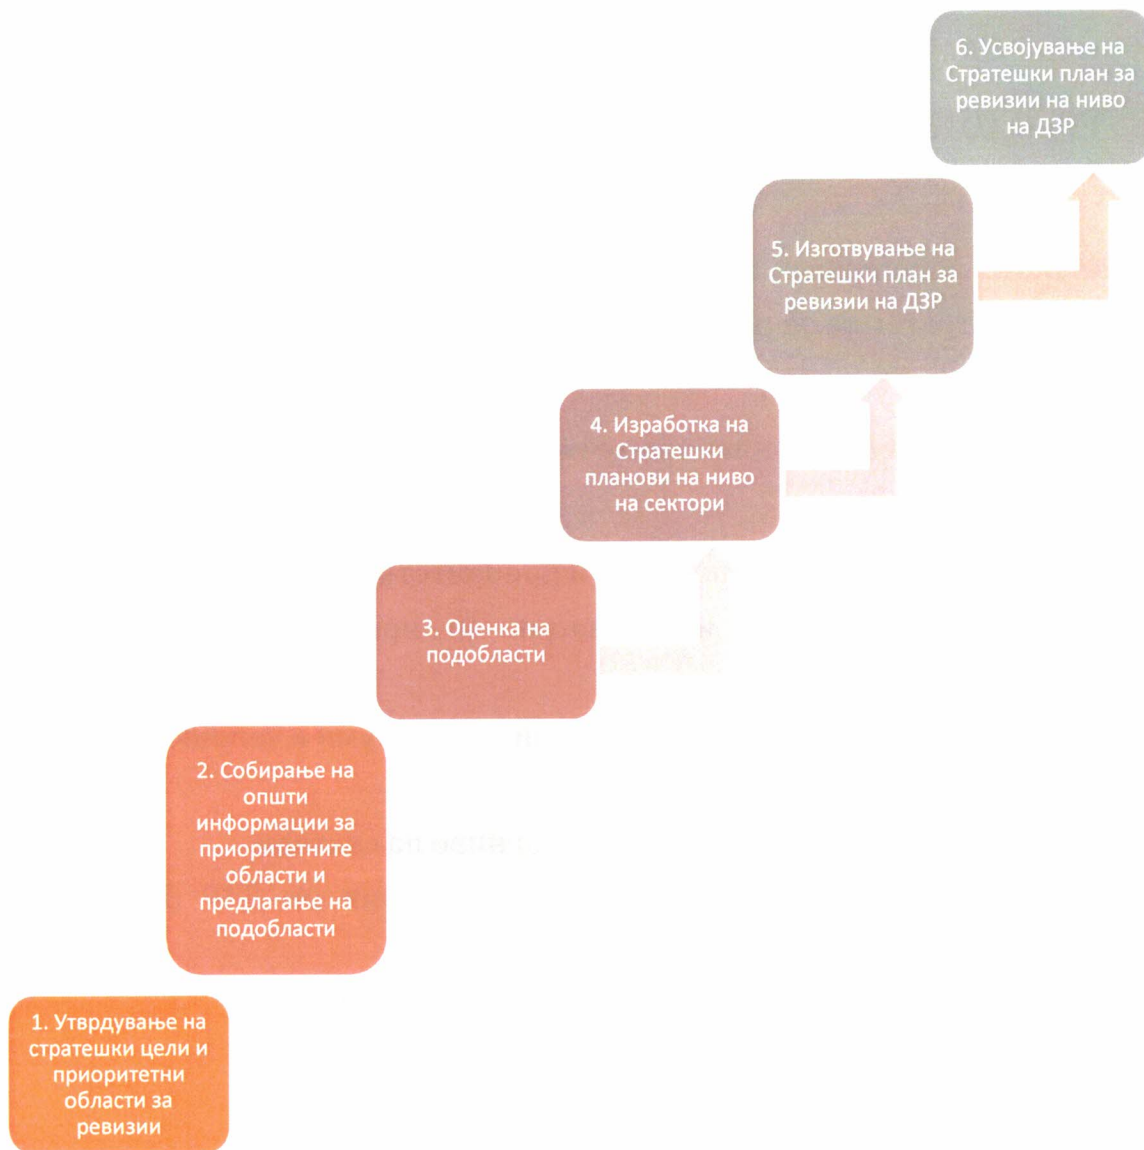 6. Усвојување на
Стратешки план за
ревизии на ниво
на ДЗР
5. Изготвување на
Стратешки план за
ревизии на ДЗР
4. Изработка на
Стратешки
планови на ниво
на сектори
3. Оценка на
подобласти
2. Собирање на
општи
информации за
приоритетните
области и
предлагање на
подобласти
1. Утврдување на
стратешки цели и
приоритетни
области за
ревизии